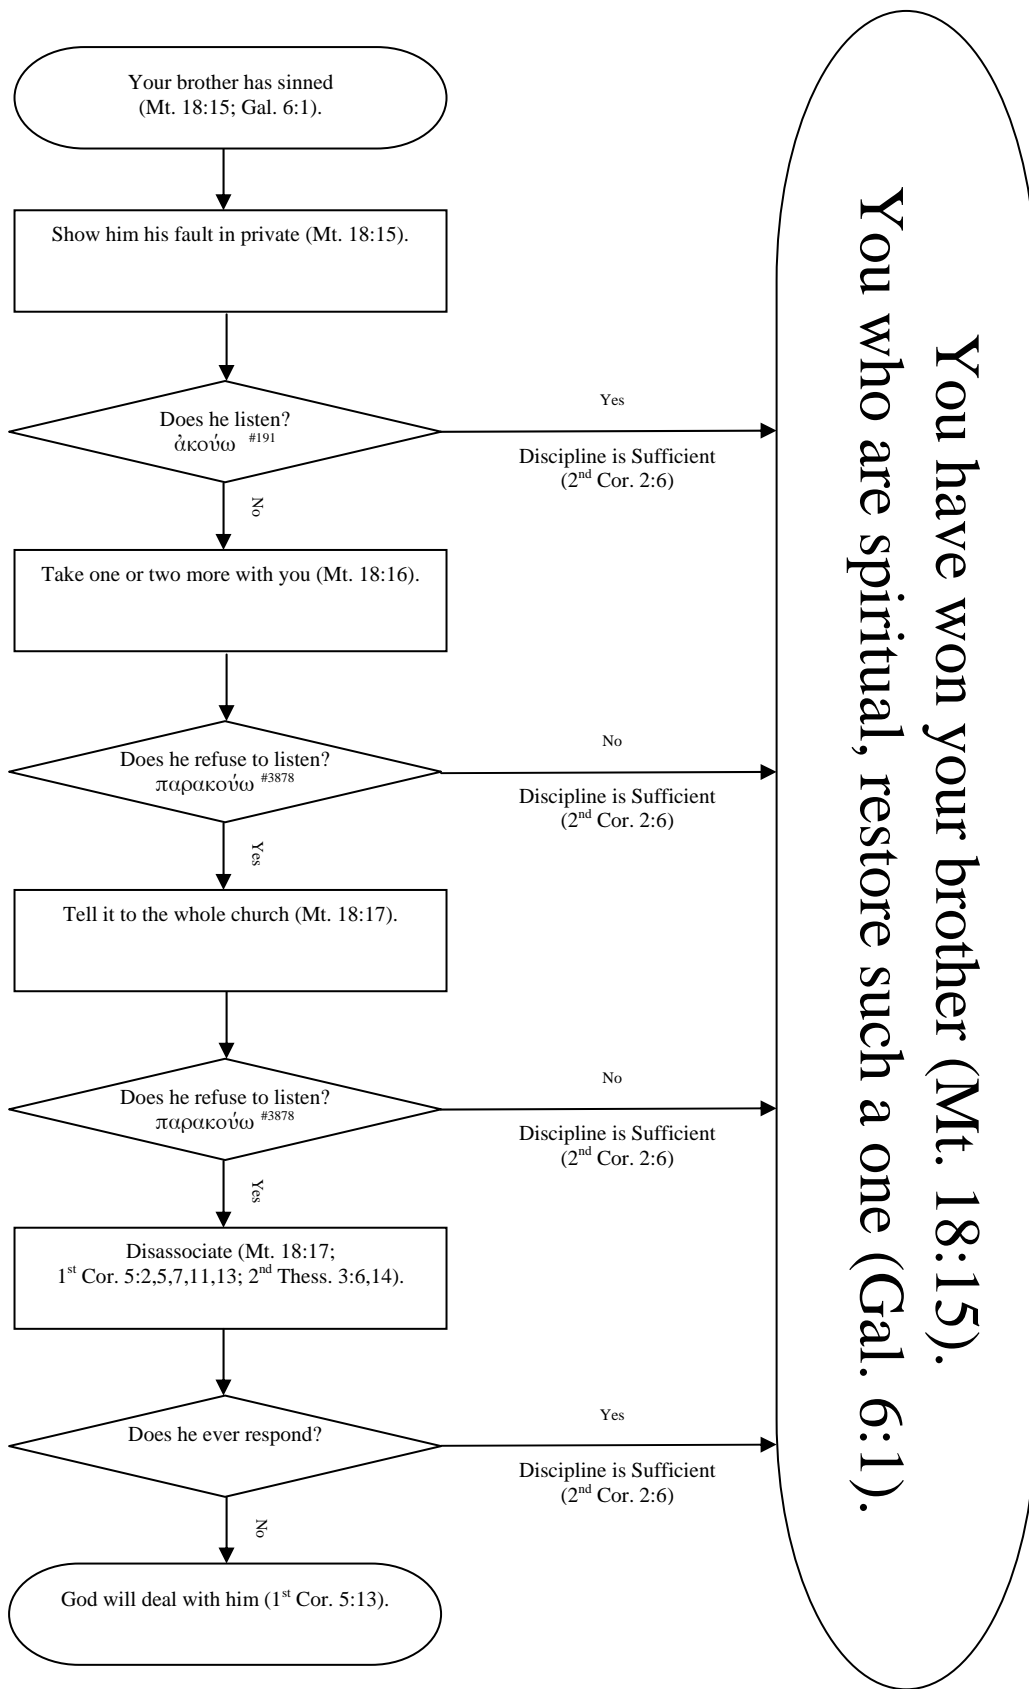 Your brother has sinned
(Mt. 18:15; Gal. 6:1).
Show him his fault in private (Mt. 18:15).
Does he listen?
ἀκούω #191
Yes
Discipline is Sufficient
(2nd Cor. 2:6)
No
Take one or two more with you (Mt. 18:16).
Does he refuse to listen?
παρακούω #3878
No
Discipline is Sufficient
(2nd Cor. 2:6)
Yes
Tell it to the whole church (Mt. 18:17).
Does he refuse to listen?
παρακούω #3878
No
Discipline is Sufficient
(2nd Cor. 2:6)
Yes
Disassociate (Mt. 18:17;
1st Cor. 5:2,5,7,11,13; 2nd Thess. 3:6,14).
Does he ever respond?
Yes
Discipline is Sufficient
(2nd Cor. 2:6)
No
God will deal with him (1st Cor. 5:13).
You have won your brother (Mt. 18:15).
You who are spiritual, restore such a one (Gal. 6:1).